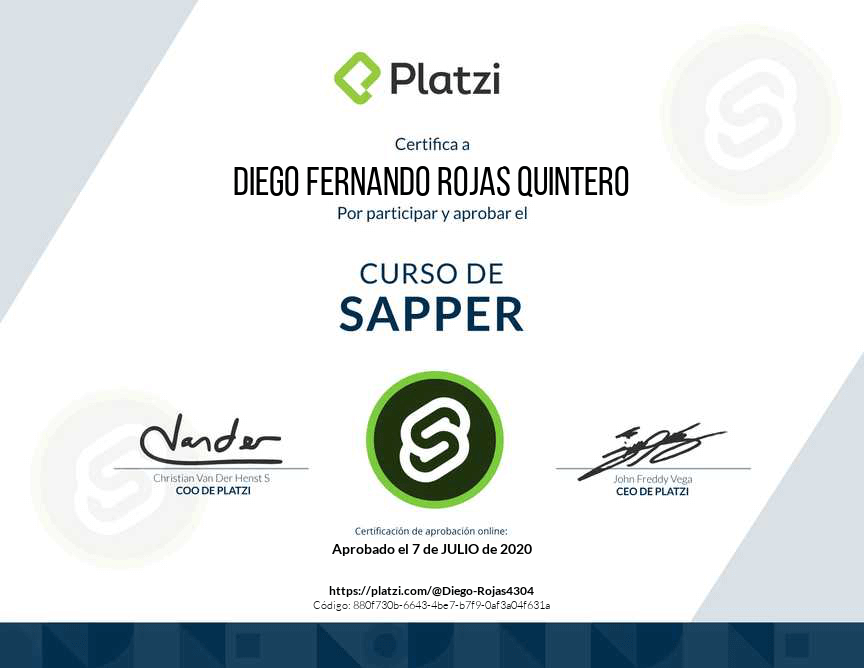 Platzi
Certifica a
DIEGO FERNANDO ROJAS QUINTERO
Por participar y aprobar el
CURSO DE
SAPPER
Vander
Christian Van Der Henst S
COO DE PLATZI
John Freddy Vega
CEO DE PLATZI
Certificación de aprobación online:
Aprobado el 7 de JULIO de 2020
https://platzi.com/@Diego-Rojas4304
Código: 880f730b-6643-4be7-b7f9-0af3a04f631a